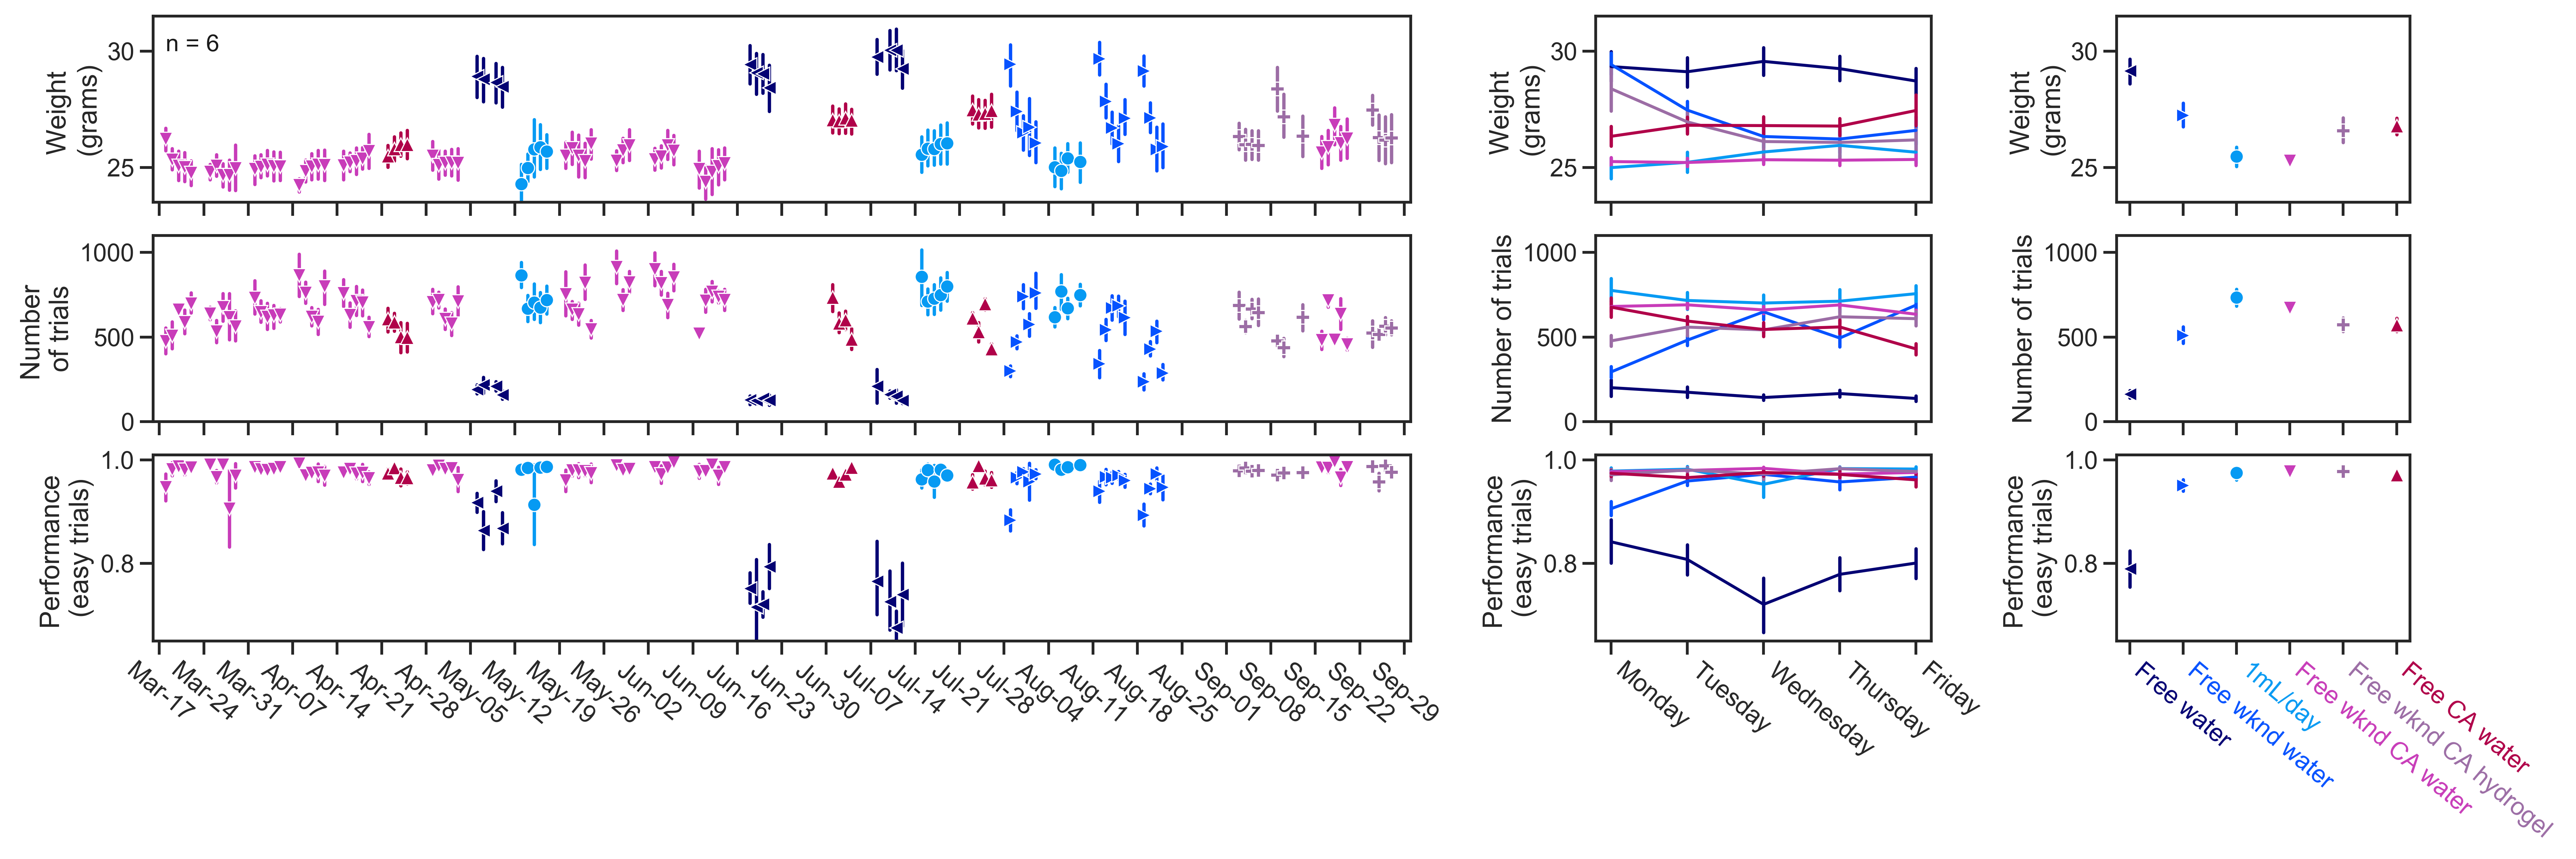 Weight
(grams)
30
25
n = 6
Weight
(grams)
30
25
Weight
(grams)
30
25
Number
of trials
1000
500
0
Number of trials
1000
500
0
Number of trials
1000
500
0
Performance
(easy trials)
1.0
0.8
Performance
(easy trials)
1.0
0.8
Performance
(easy trials)
1.0
0.8
Mar-17
Mar-24
Mar-31
Apr-07
Apr-14
Apr-21
Apr-28
May-05
May-12
May-19
May-26
Jun-02
Jun-09
Jun-16
Jun-23
Jun-30
Jul-07
Jul-14
Jul-21
Jul-28
Aug-04
Aug-11
Aug-18
Aug-25
Sep-01
Sep-08
Sep-15
Sep-22
Sep-29
Monday
Tuesday
Wednesday
Thursday
Friday
Free water
Free wknd water
1mL/day
Free wknd CA water
Free wknd CA hydrogel
Free CA water